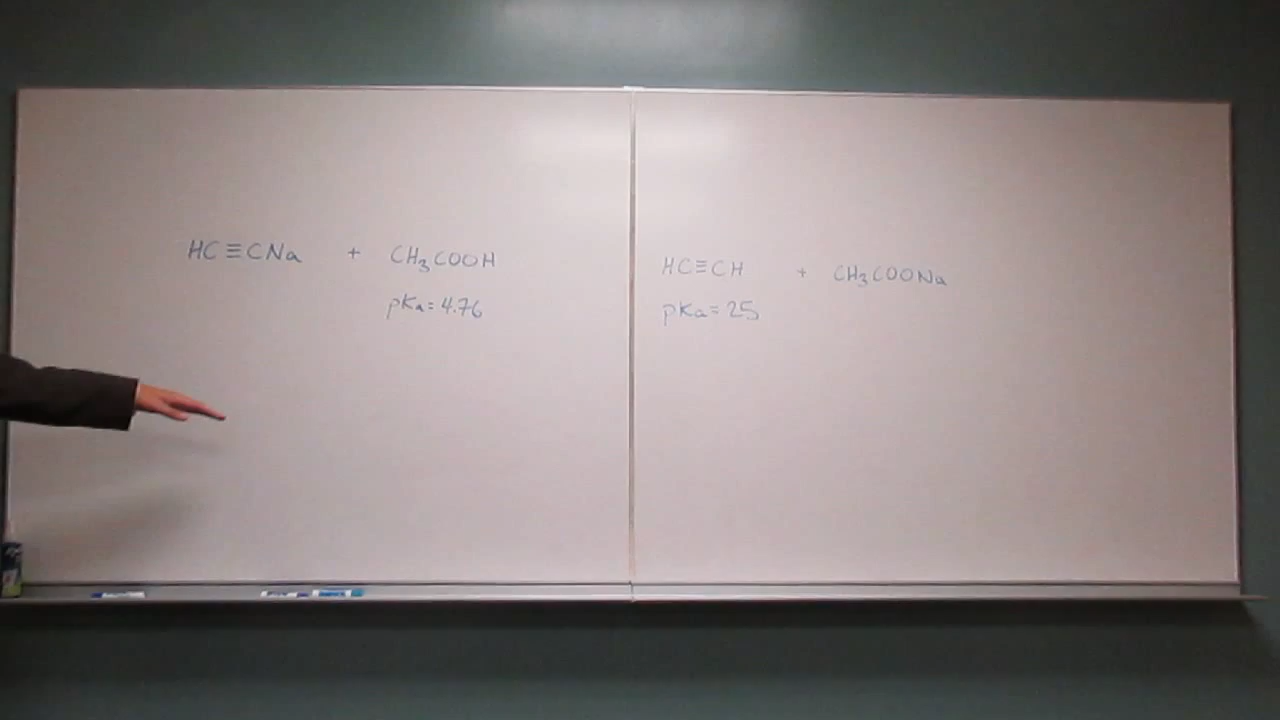 HC≡CNa + CH₃COOH
pKa = 4.76
HC≡CH + CH₃COONa
pKa = 25